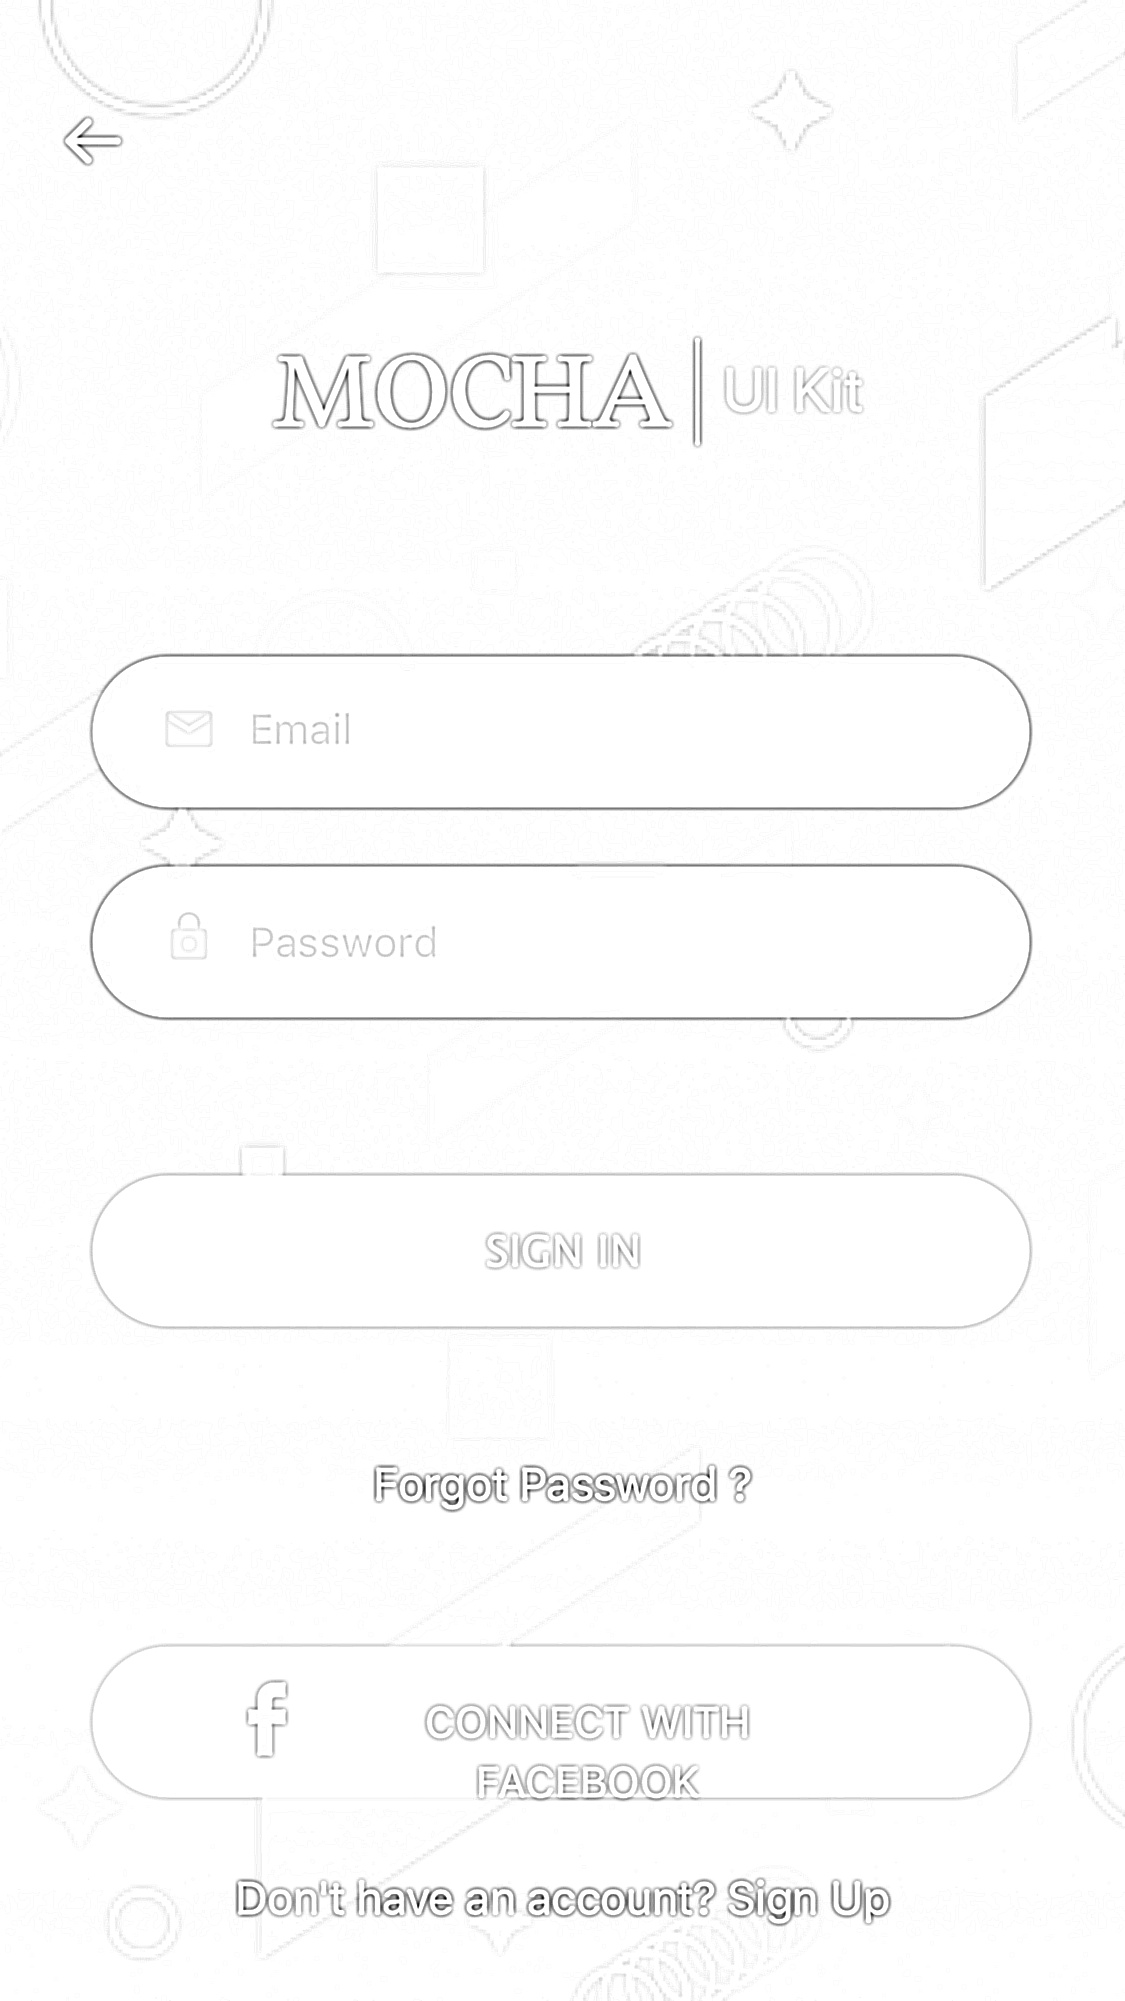 MOCHA UI Kit
Email
Password
SIGN IN
Forgot Password ?
CONNECT WITH
FACEBOOK
Don't have an account? Sign Up